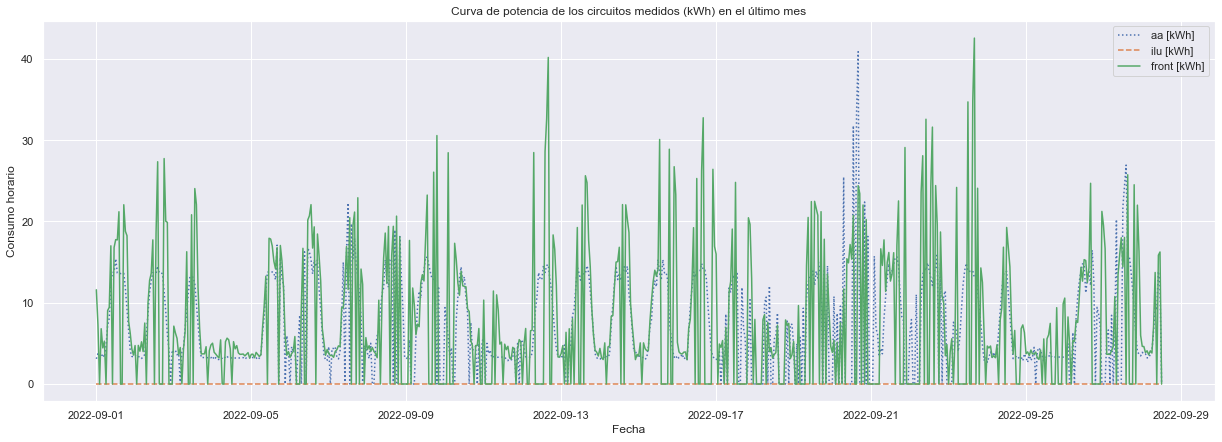 Curva de potencia de los circuitos medidos (kWh) en el último mes
aa [kWh]
ilu [kWh]
front [kWh]
Consumo horario
40
30
20
10
0
2022-09-01 2022-09-05 2022-09-09 2022-09-13 2022-09-17 2022-09-21 2022-09-25 2022-09-29
Fecha